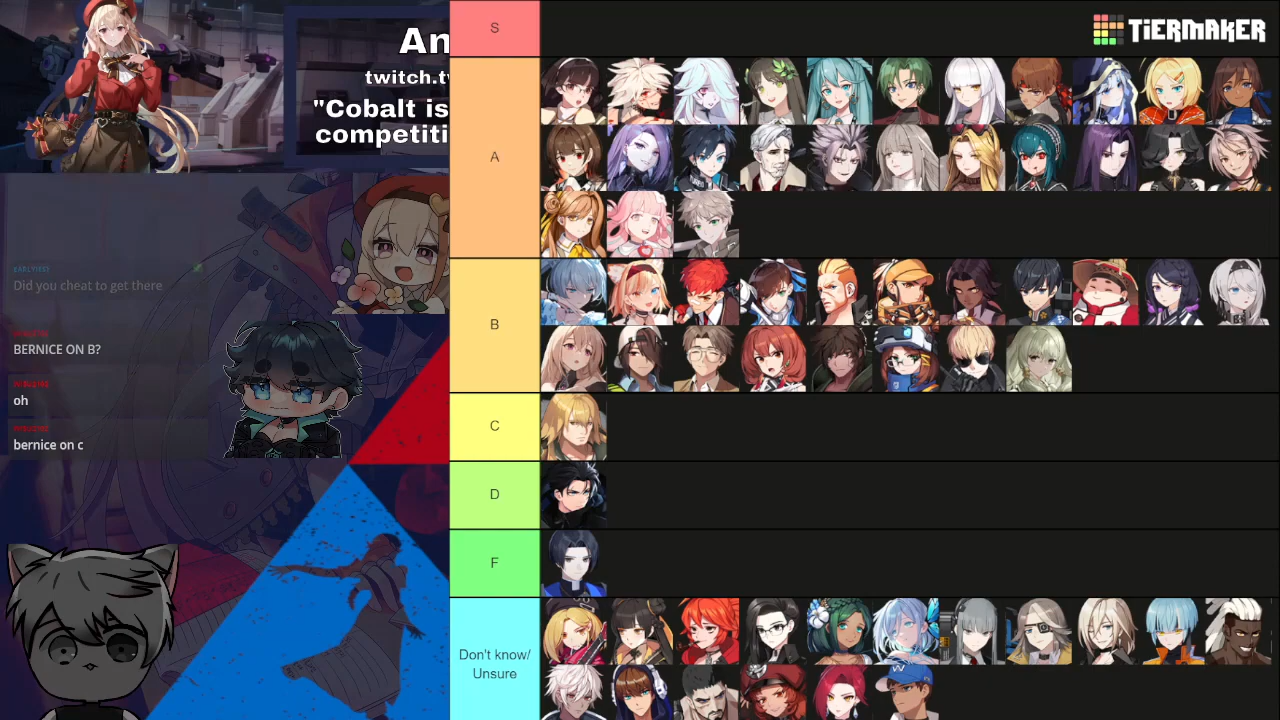 An
twitch.tv
"Cobalt is
competiti
Did you cheat to get there
BERNICE ON B?
oh
bernice on c
S
TIERMAKER
A
B
C
D
F
Don't know/
Unsure
W